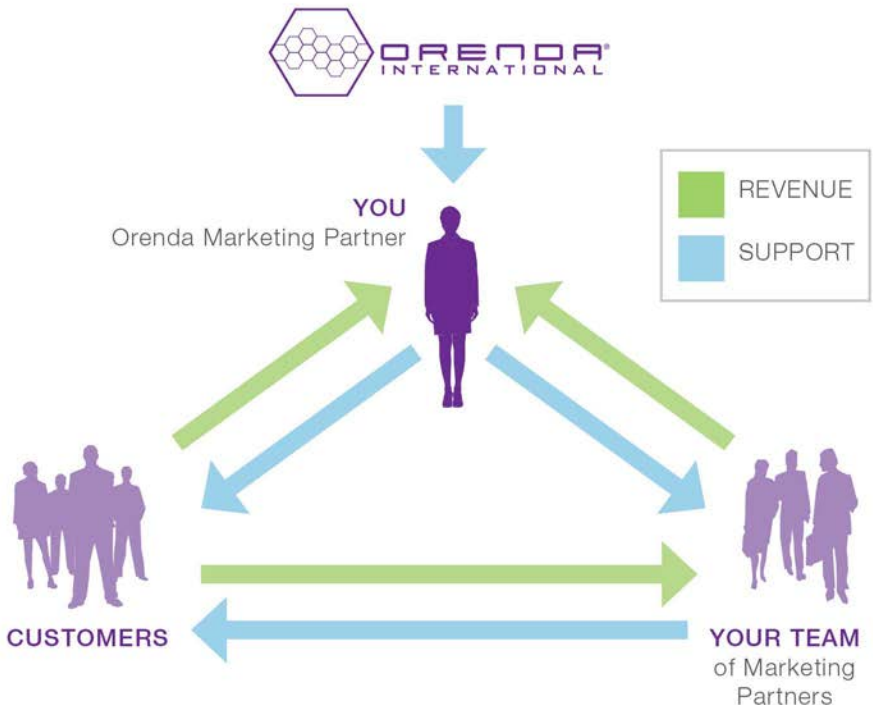 ORENDA®
INTERNATIONAL
YOU
Orenda Marketing Partner
REVENUE
SUPPORT
CUSTOMERS
YOUR TEAM
of Marketing
Partners